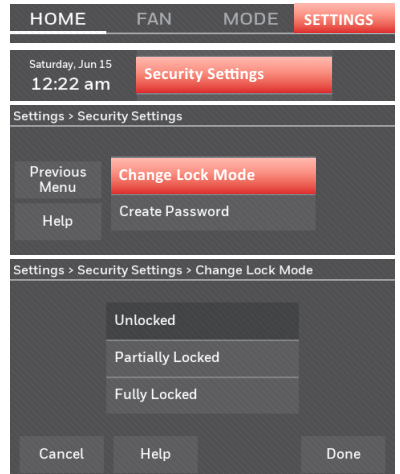 HOME FAN MODE SETTINGS
Saturday, Jun 15
12:22 am
Security Settings
Settings > Security Settings
Previous
Menu
Help
Change Lock Mode
Create Password
Settings > Security Settings > Change Lock Mode
Unlocked
Partially Locked
Fully Locked
Cancel Help Done